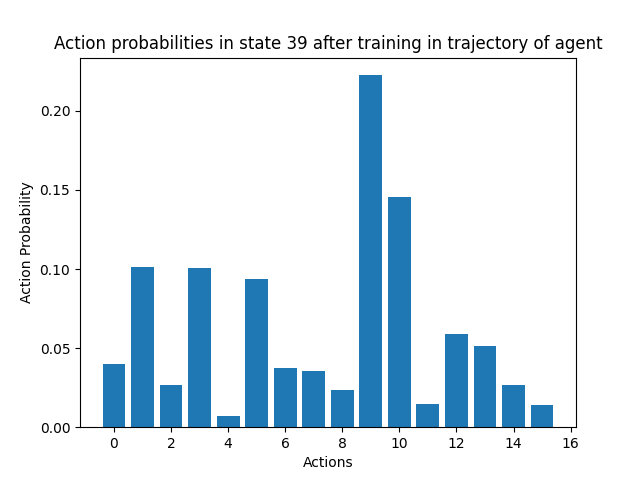 Action probabilities in state 39 after training in trajectory of agent
0.20
0.15
0.10
0.05
0.00
Action Probability
0 2 4 6 8 10 12 14 16
Actions